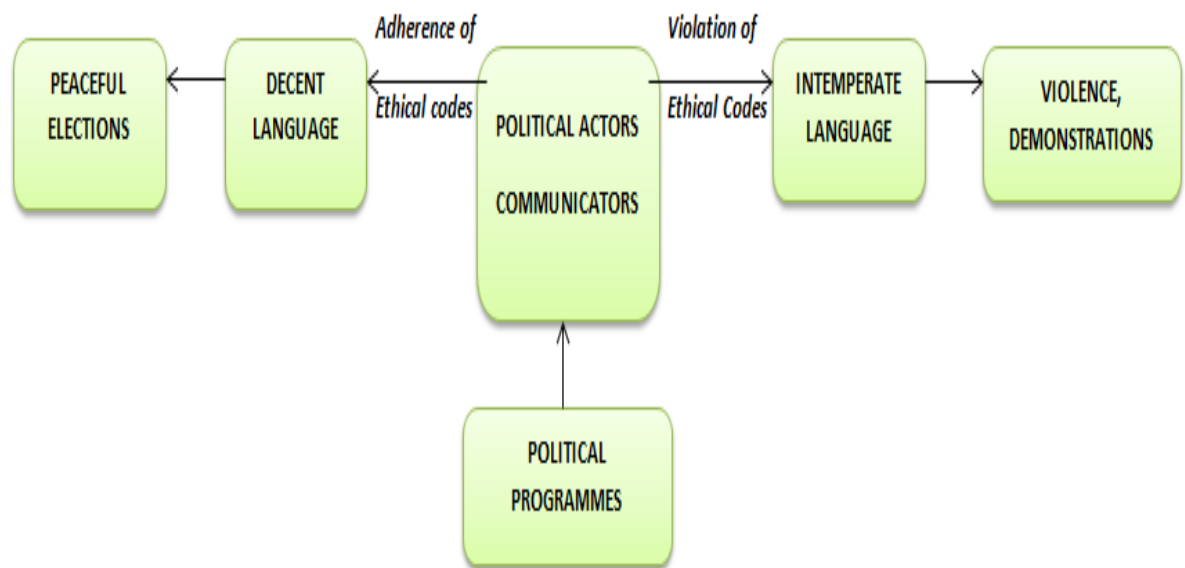 PEACEFUL
ELECTIONS
DECENT
LANGUAGE
Adherence of
Ethical codes
POLITICAL ACTORS
COMMUNICATORS
Violation of
Ethical Codes
INTEMPERATE
LANGUAGE
VIOLENCE,
DEMONSTRATIONS
POLITICAL
PROGRAMMES